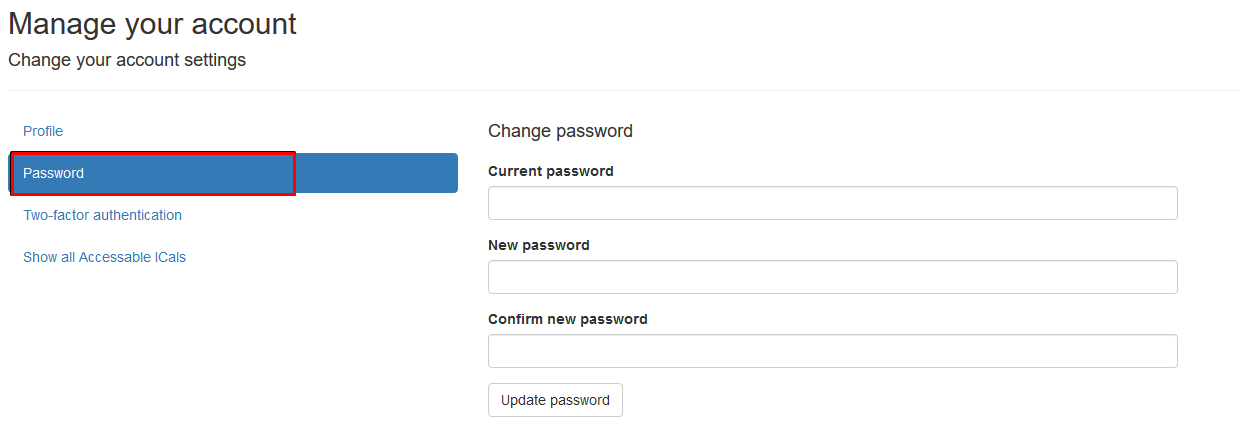 Manage your account
Change your account settings
Profile
Password
Two-factor authentication
Show all Accessable ICals
Change password
Current password
New password
Confirm new password
Update password